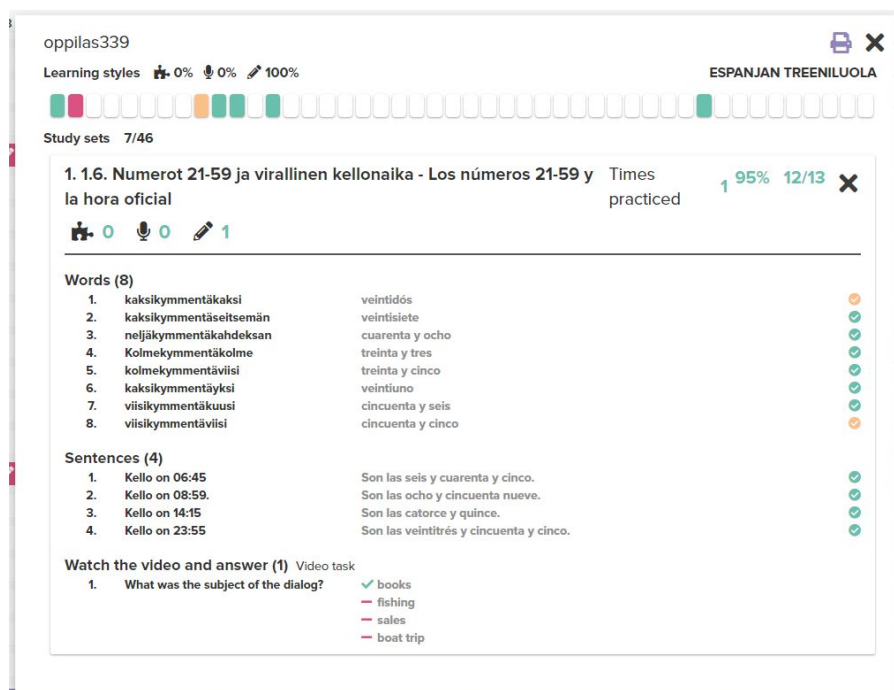 oppilas339
Learning styles 0% 0% 100% ESPANJAN TREENILUOLA
Study sets 7/46
1. 1.6. Numerot 21-59 ja virallinen kellonaika - Los números 21-59 y
la hora oficial
Times
practiced
1 95% 12/13
0 0 1
Words (8)
1. kaksikymmentäkaksi veintidós
2. kaksikymmentäseitsemän veintisiete
3. neljäkymmentäkahdeksan cuarenta y ocho
4. Kolmekymmentäkolme treinta y tres
5. kolmekymmentäviisi treinta y cinco
6. kaksikymmentäyksi veintiuno
7. viisikymmentäkuusi cincuenta y seis
8. viisikymmentäviisi cincuenta y cinco
Sentences (4)
1. Kello on 06:45 Son las seis y cuarenta y cinco.
2. Kello on 08:59. Son las ocho y cincuenta nueve.
3. Kello on 14:15 Son las catorce y quince.
4. Kello on 23:55 Son las veintitrés y cincuenta y cinco.
Watch the video and answer (1) Video task
1. What was the subject of the dialog? books
fishing
sales
boat trip